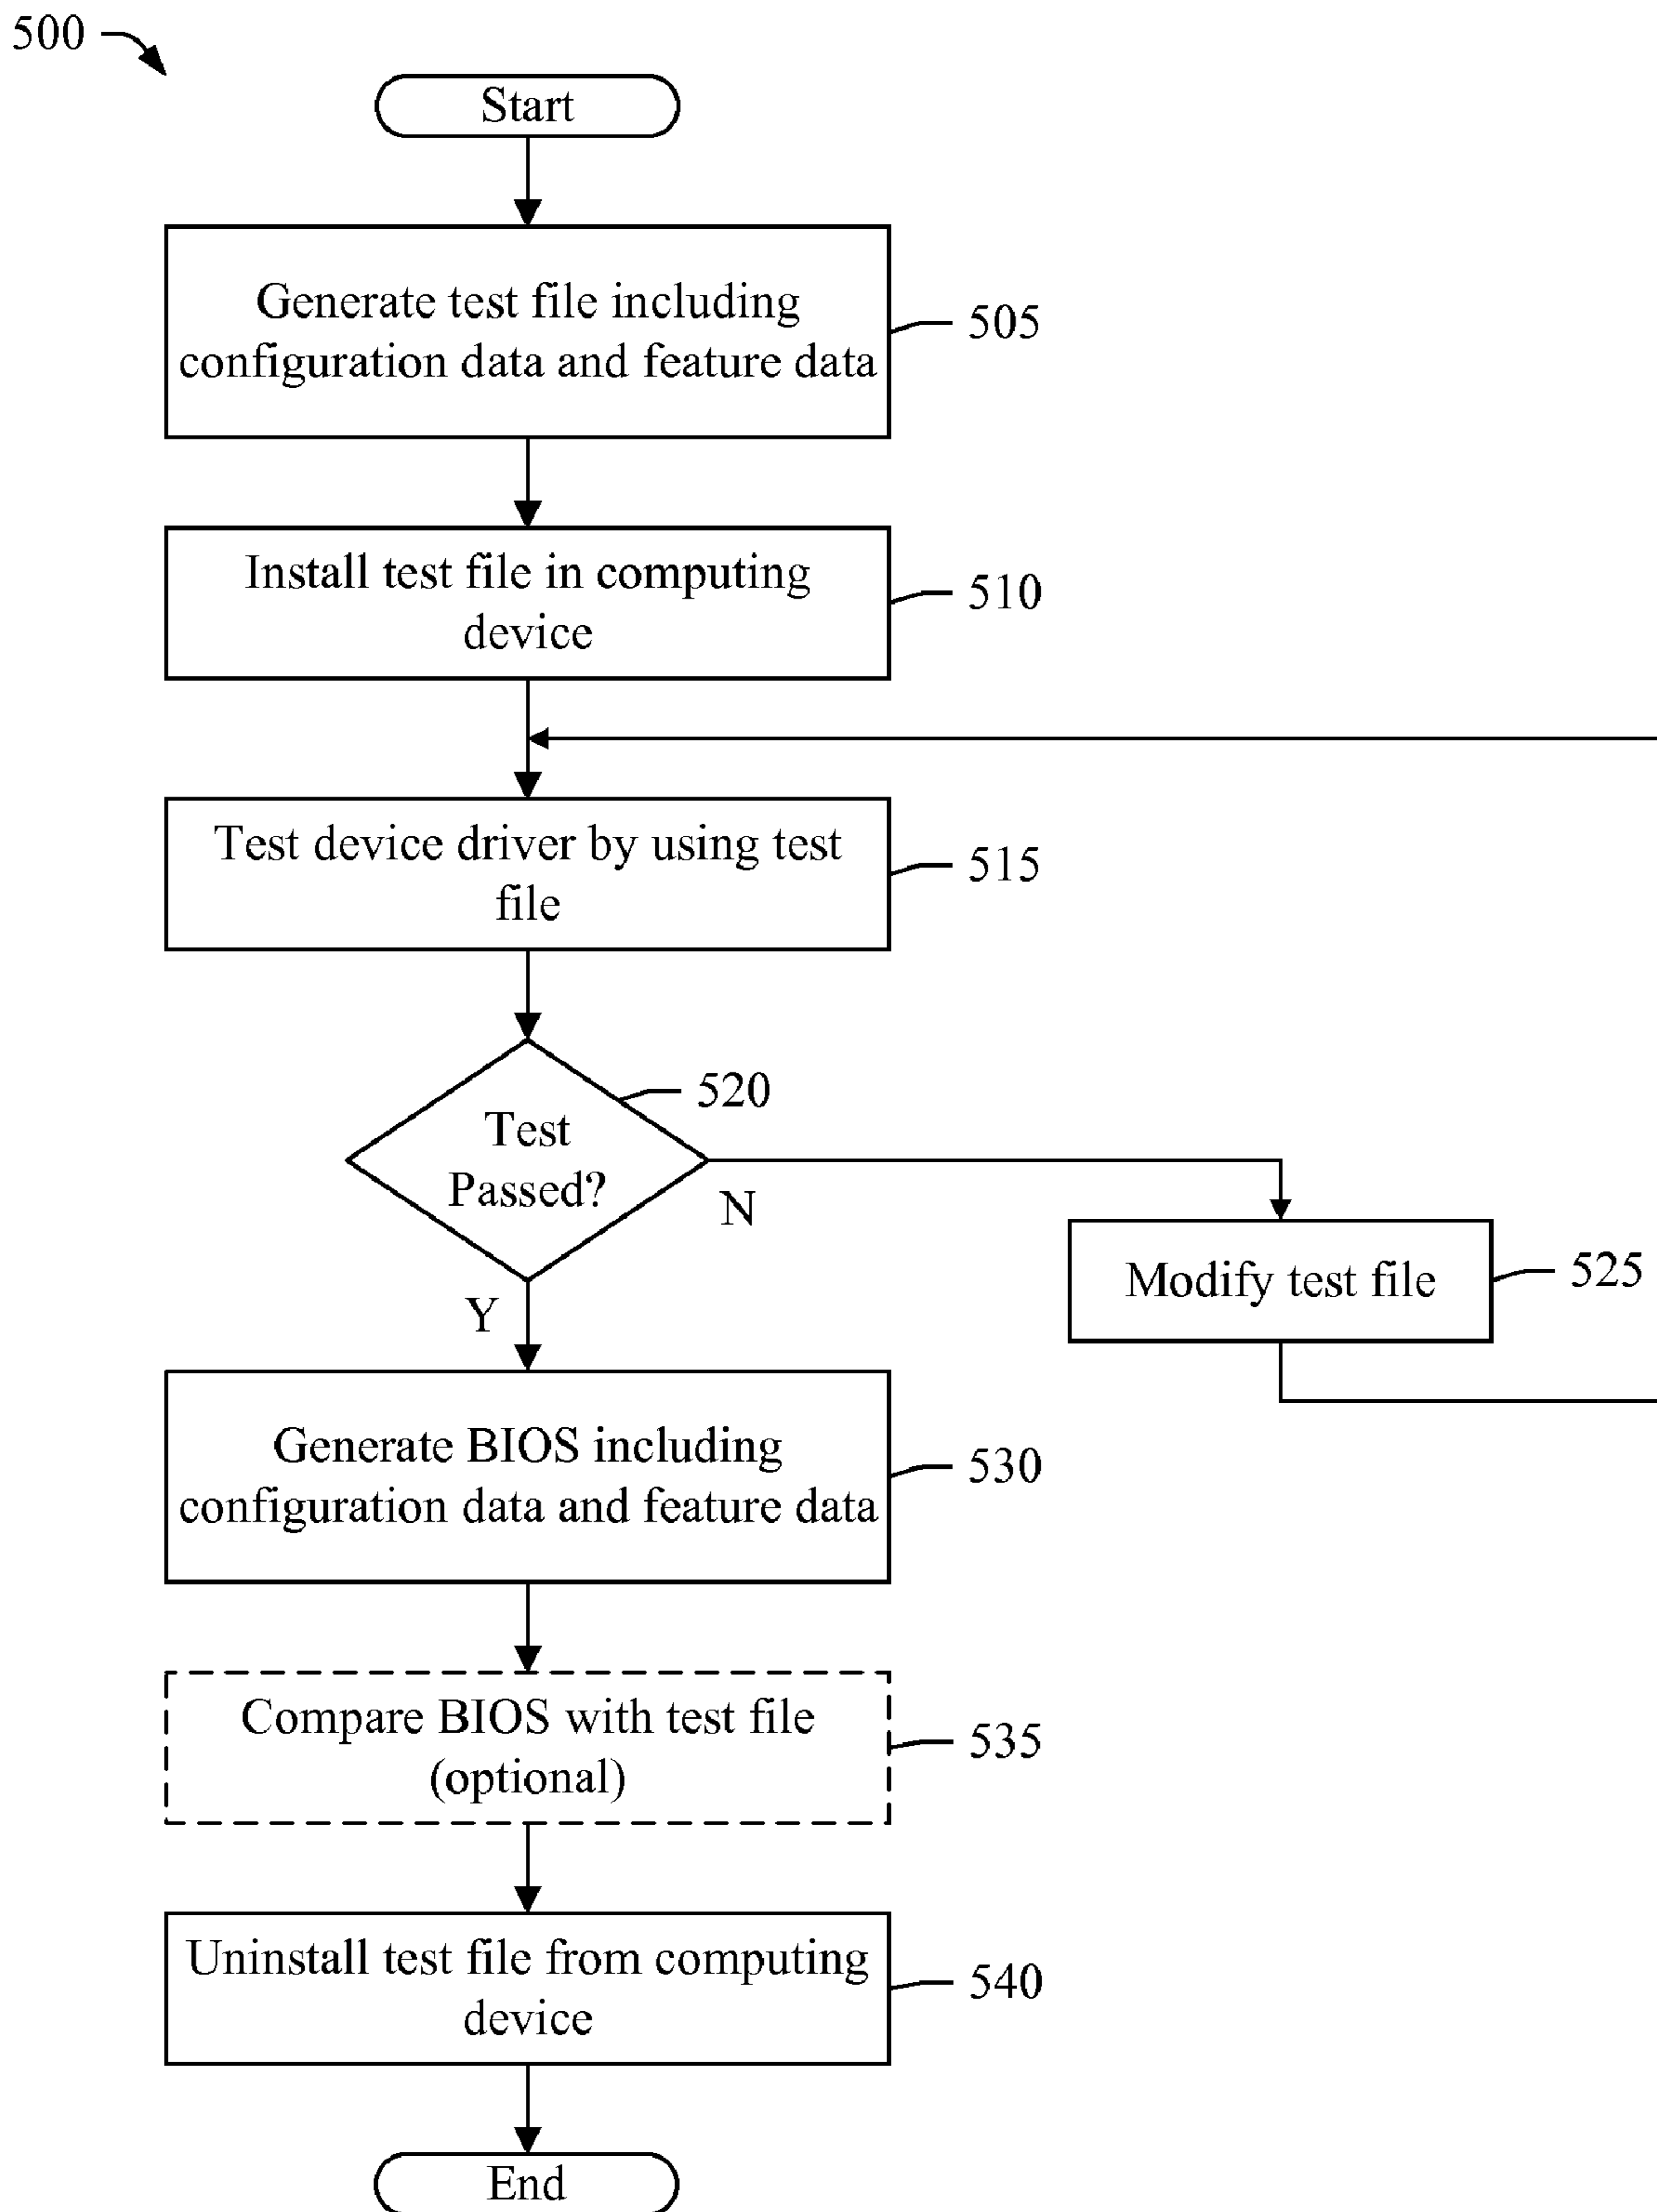 500
Start
Generate test file including
configuration data and feature data
505
Install test file in computing
device
510
Test device driver by using test
file
515
520
Test
Passed?
N
Y
Modify test file
525
Generate BIOS including
configuration data and feature data
530
Compare BIOS with test file
(optional)
535
Uninstall test file from computing
device
540
End